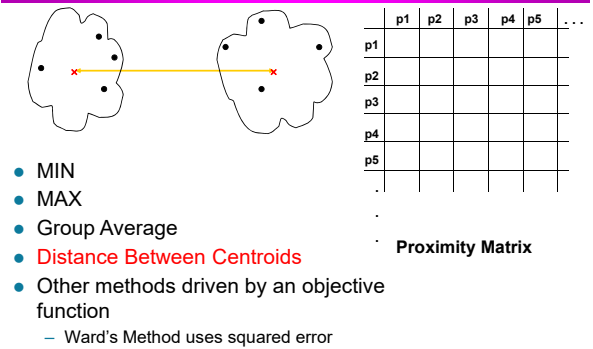 p1 p2 p3 p4 p5 . . .
p1
p2
p3
p4
p5
.
.
.
Proximity Matrix
● MIN
● MAX
● Group Average
● Distance Between Centroids
● Other methods driven by an objective
function
– Ward’s Method uses squared error